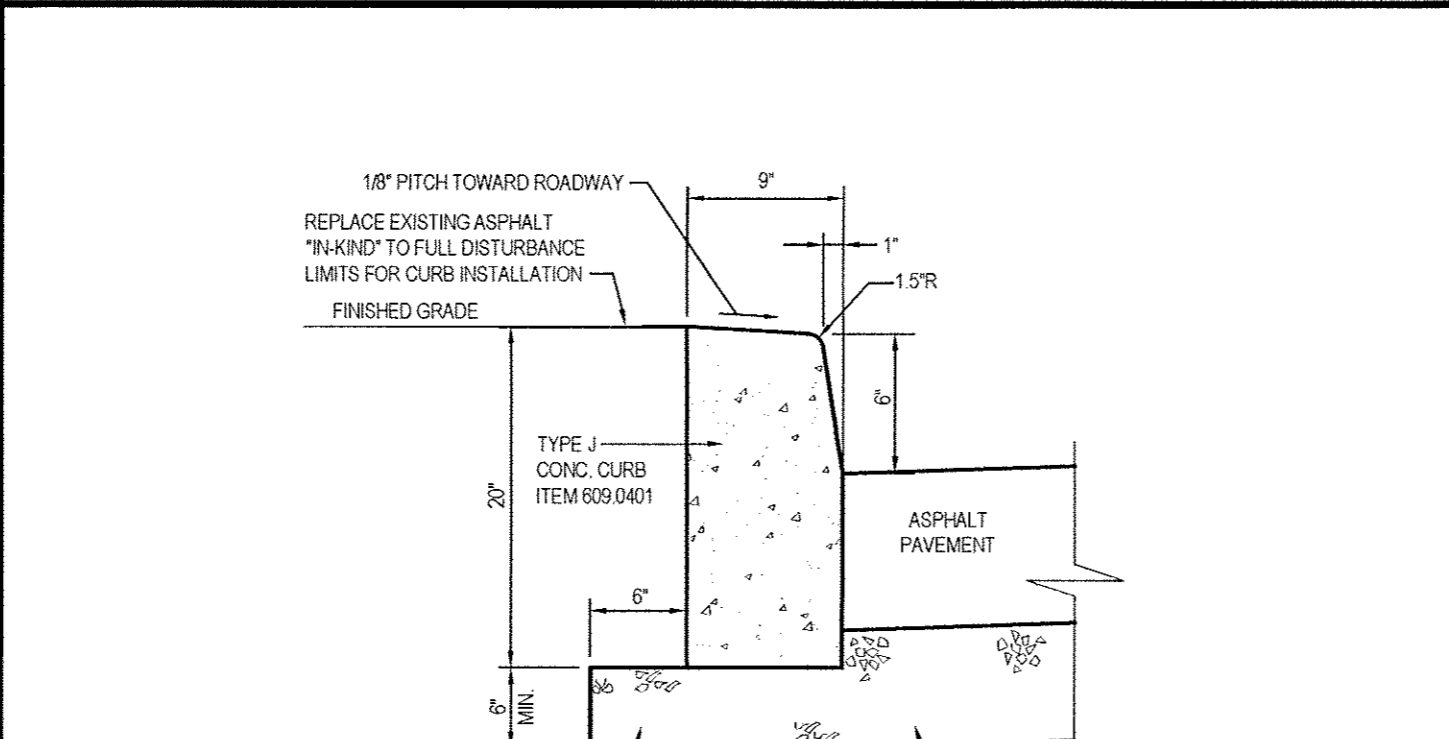 1/8" PITCH TOWARD ROADWAY
9"
REPLACE EXISTING ASPHALT
"IN-KIND" TO FULL DISTURBANCE
LIMITS FOR CURB INSTALLATION
1"
1.5"R
FINISHED GRADE
6"
TYPE J
CONC. CURB
ITEM 609.0401
20"
ASPHALT
PAVEMENT
6"
6"
MIN.